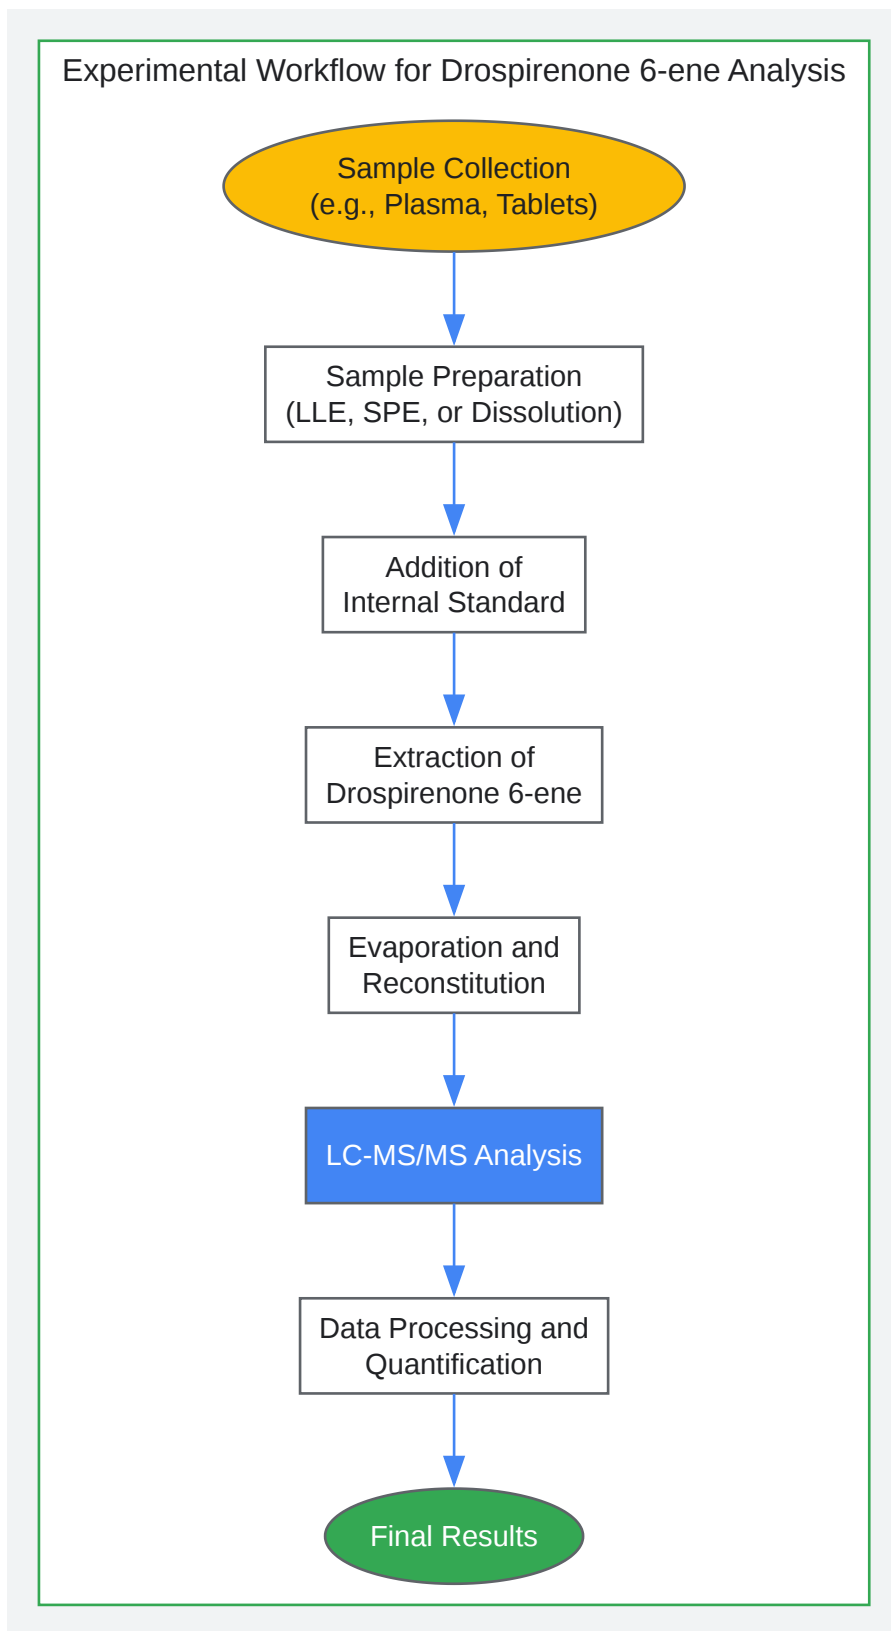 Experimental Workflow for Drospirenone 6-ene Analysis
Sample Collection
(e.g., Plasma, Tablets)
Sample Preparation
(LLE, SPE, or Dissolution)
Addition of
Internal Standard
Extraction of
Drospirenone 6-ene
Evaporation and
Reconstitution
LC-MS/MS Analysis
Data Processing and
Quantification
Final Results